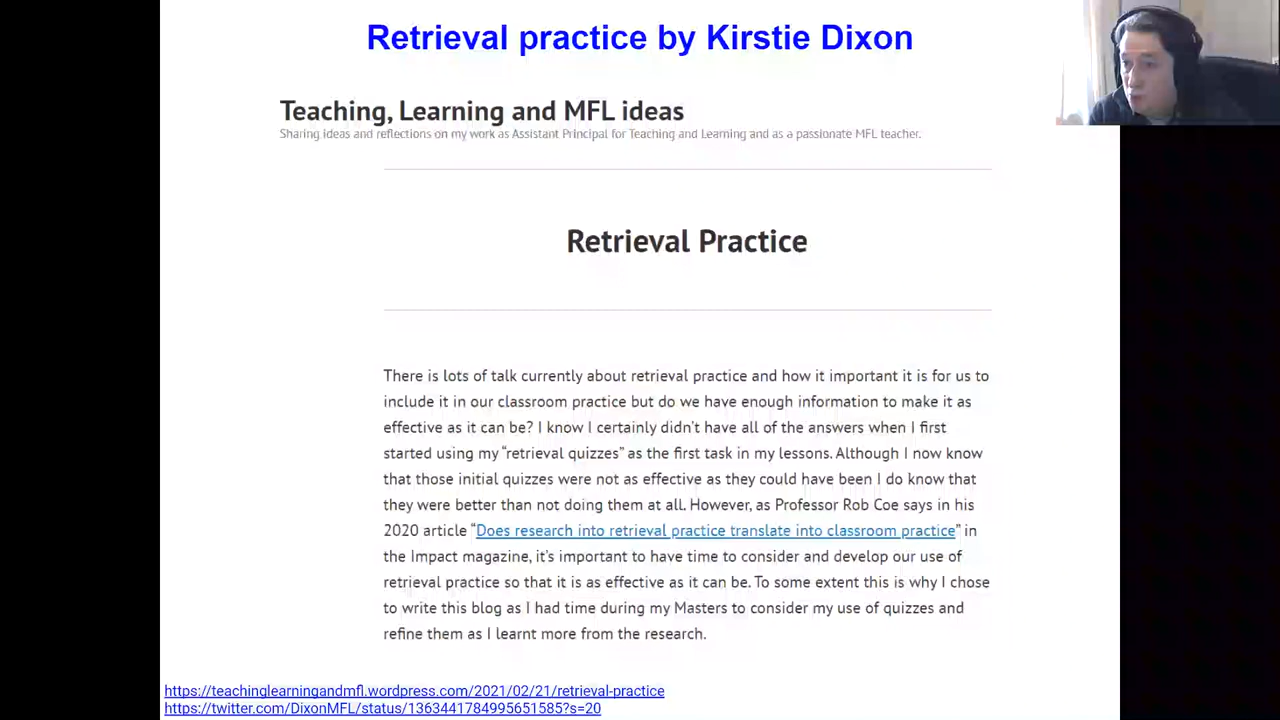 Retrieval practice by Kirstie Dixon
Teaching, Learning and MFL ideas
Sharing ideas and reflections on my work as Assistant Principal for Teaching and Learning and as a passionate MFL teacher.
Retrieval Practice
There is lots of talk currently about retrieval practice and how it important it is for us to
include it in our classroom practice but do we have enough information to make it as
effective as it can be? I know I certainly didn't have all of the answers when I first
started using my “retrieval quizzes” as the first task in my lessons. Although I now know
that those initial quizzes were not as effective as they could have been I do know that
they were better than not doing them at all. However, as Professor Rob Coe says in his
2020 article “Does research into retrieval practice translate into classroom practice” in
the Impact magazine, it’s important to have time to consider and develop our use of
retrieval practice so that it is as effective as it can be. To some extent this is why I chose
to write this blog as I had time during my Masters to consider my use of quizzes and
refine them as I learnt more from the research.
https://teachinglearningandmfl.wordpress.com/2021/02/21/retrieval-practice
https://twitter.com/DixonMFL/status/1363441784995651585?s=20